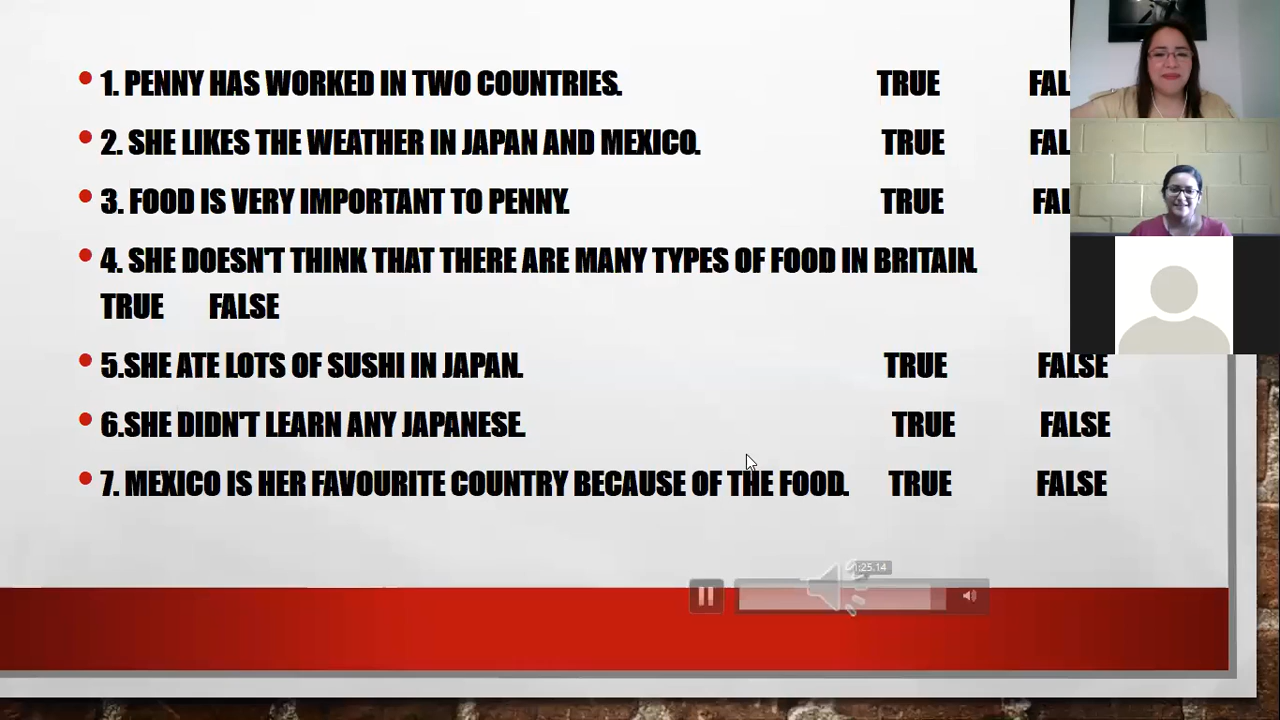 1. PENNY HAS WORKED IN TWO COUNTRIES. TRUE FAL
2. SHE LIKES THE WEATHER IN JAPAN AND MEXICO. TRUE FAL
3. FOOD IS VERY IMPORTANT TO PENNY. TRUE FAL
4. SHE DOESN'T THINK THAT THERE ARE MANY TYPES OF FOOD IN BRITAIN.
TRUE FALSE
5.SHE ATE LOTS OF SUSHI IN JAPAN. TRUE FALSE
6.SHE DIDN'T LEARN ANY JAPANESE. TRUE FALSE
7. MEXICO IS HER FAVOURITE COUNTRY BECAUSE OF THE FOOD. TRUE FALSE